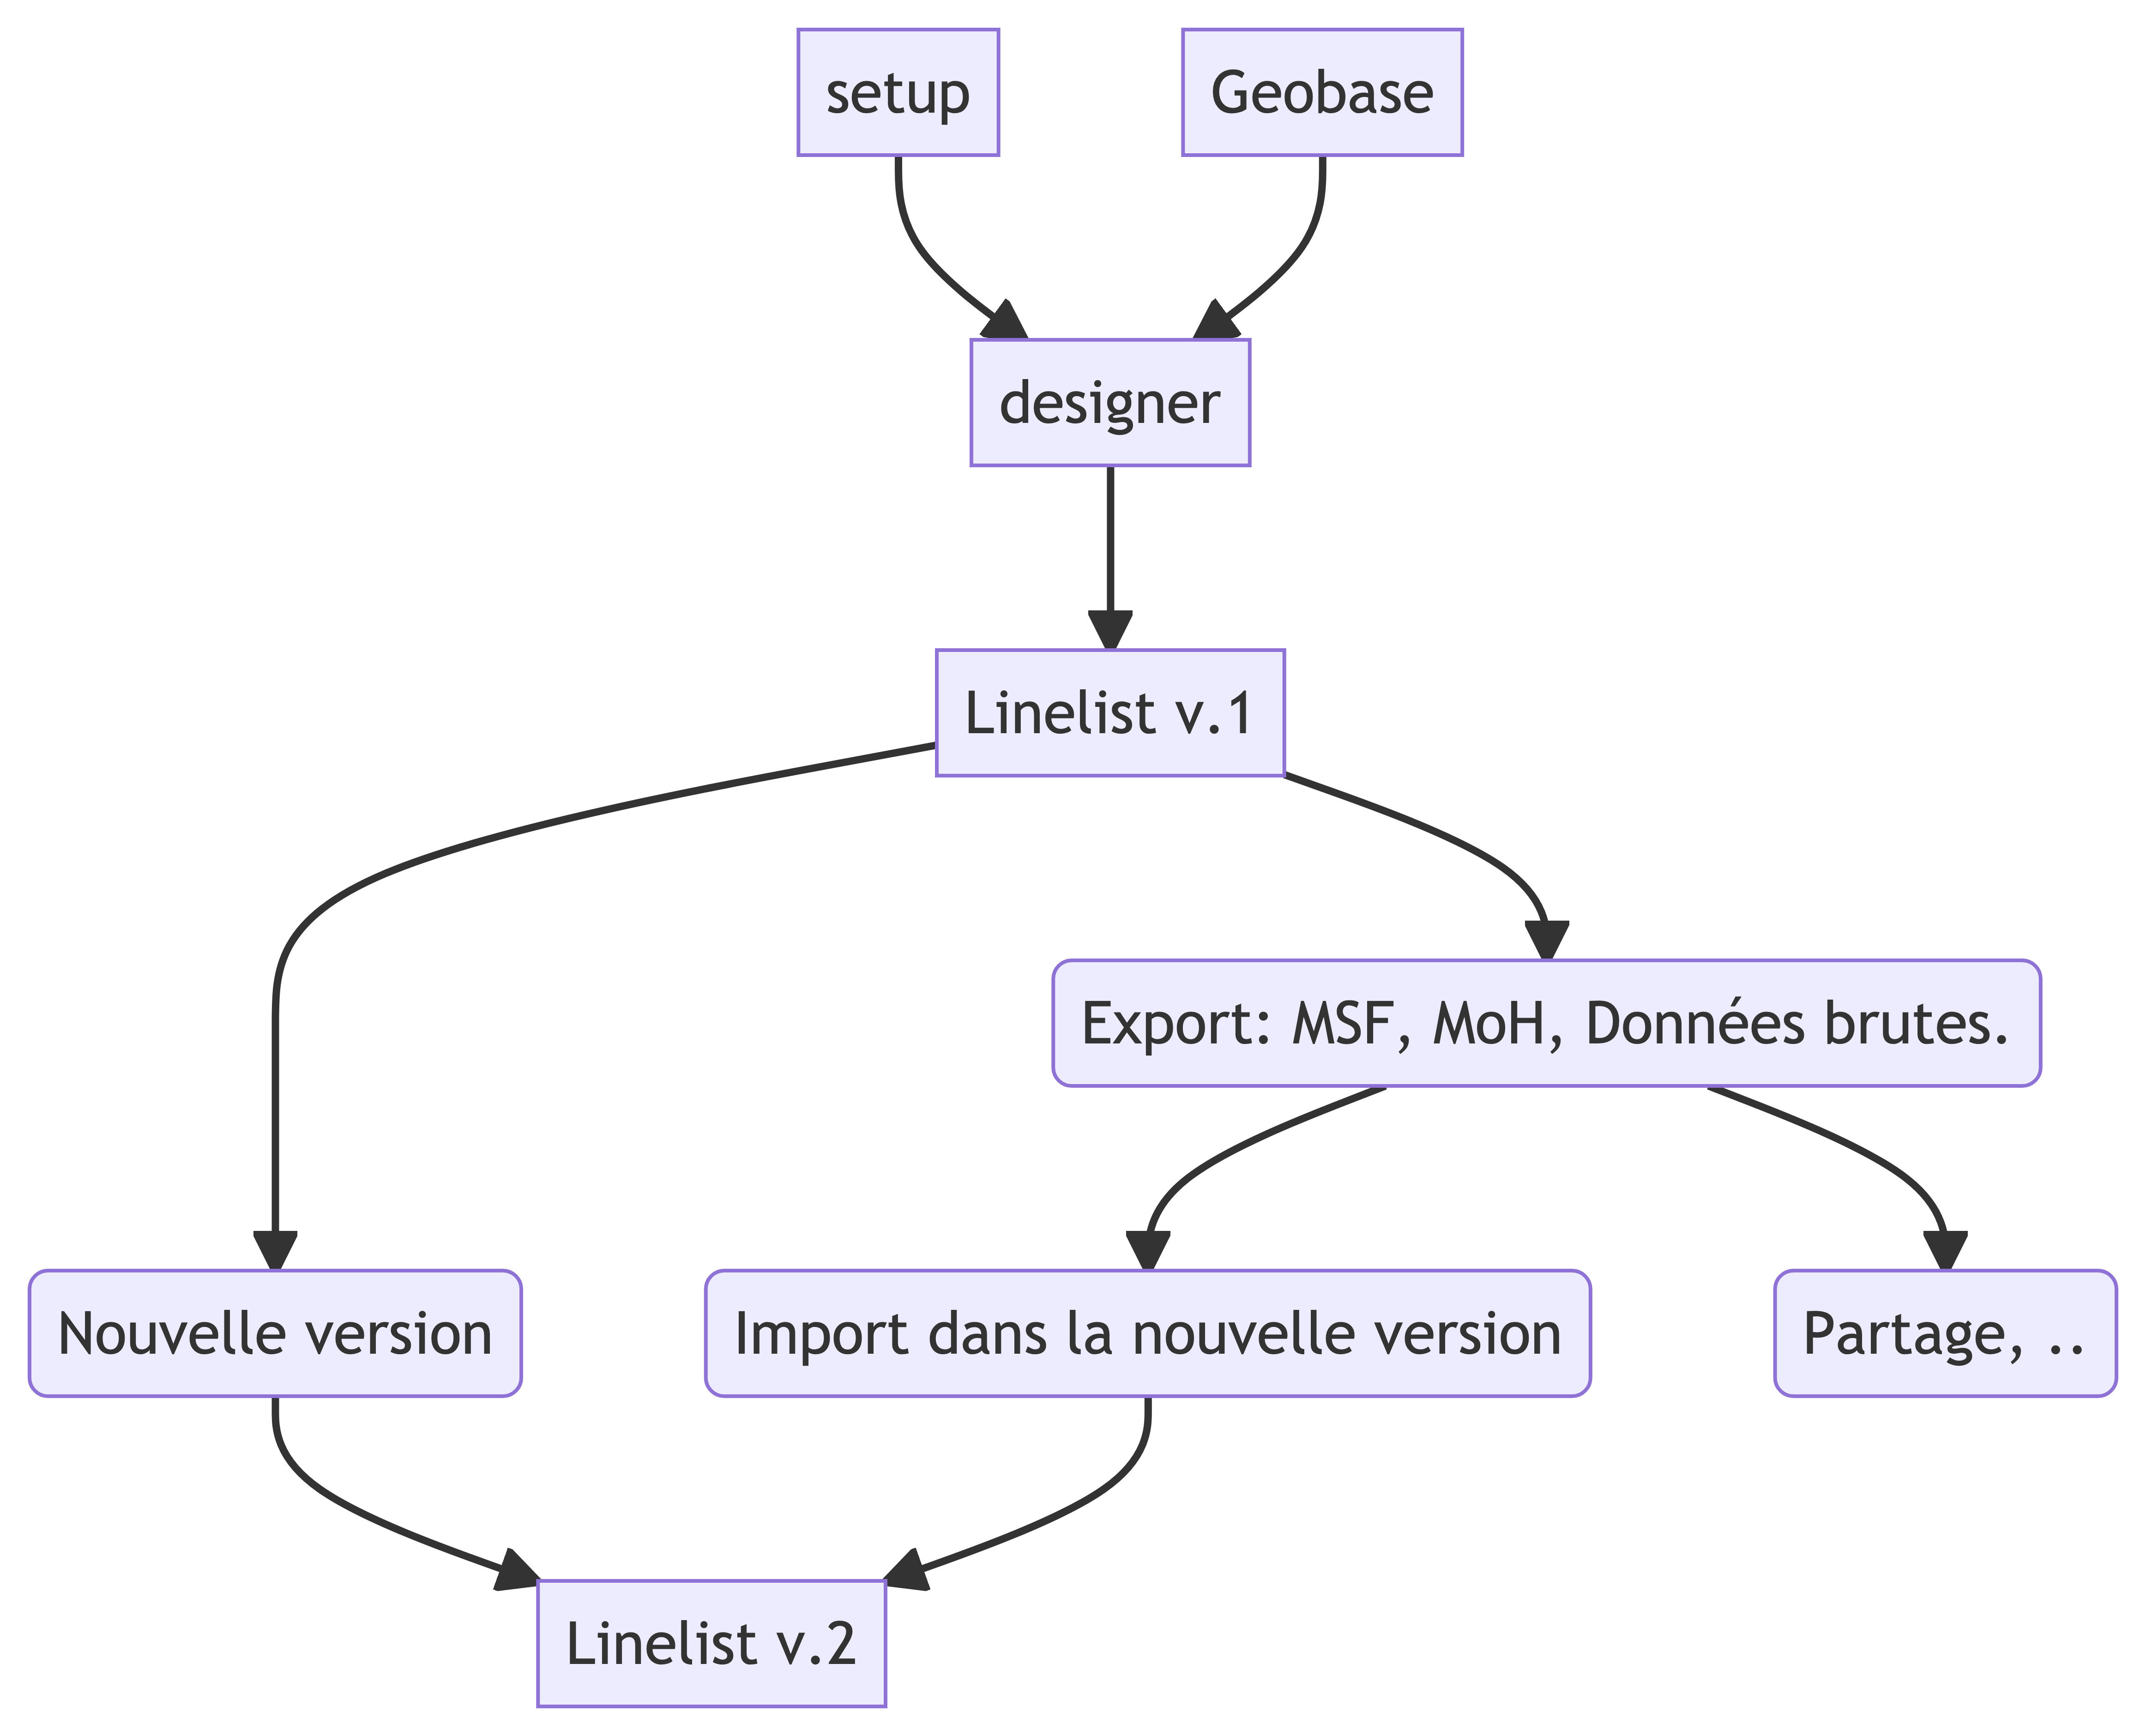 setup
Geobase
designer
Linelist v.1
Export: MSF, MoH, Données brutes.
Nouvelle version
Import dans la nouvelle version
Partage, ..
Linelist v.2